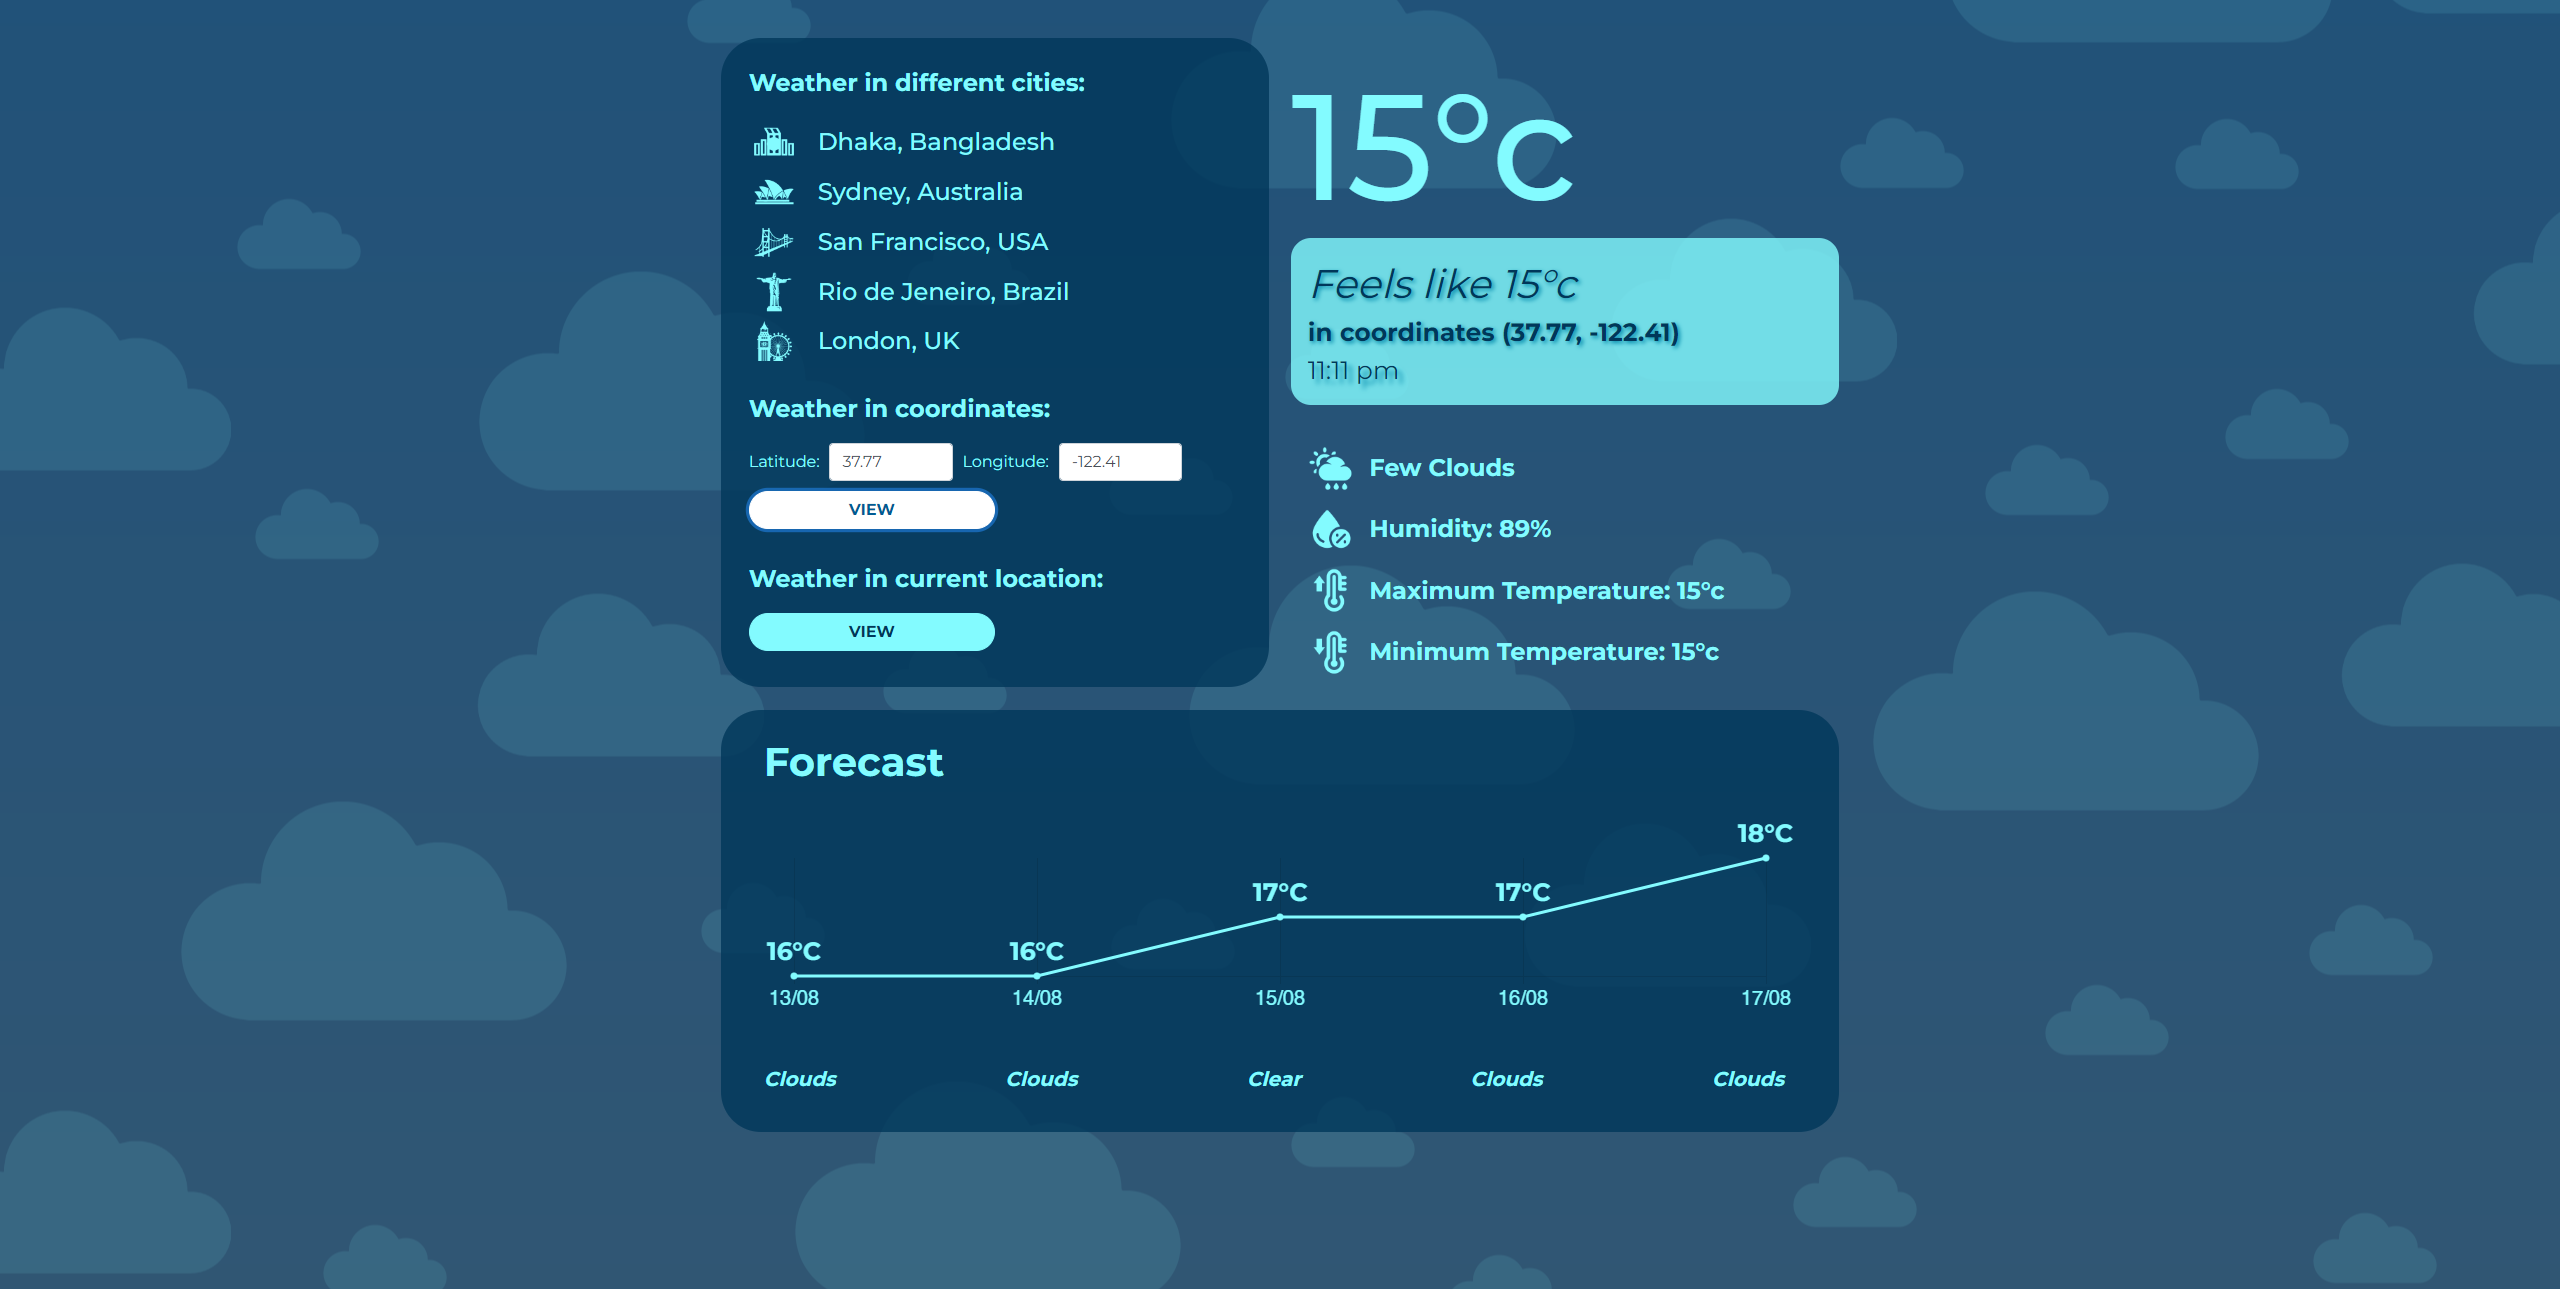 Weather in different cities:
Dhaka, Bangladesh
Sydney, Australia
San Francisco, USA
Rio de Jeneiro, Brazil
London, UK
Weather in coordinates:
Latitude: 37.77 Longitude: -122.41
VIEW
Weather in current location:
VIEW
15°c
Feels like 15°c
in coordinates (37.77, -122.41)
11:11 pm
Few Clouds
Humidity: 89%
Maximum Temperature: 15°c
Minimum Temperature: 15°c
Forecast
16°C 16°C 17°C 17°C 18°C
13/08 14/08 15/08 16/08 17/08
Clouds Clouds Clear Clouds Clouds